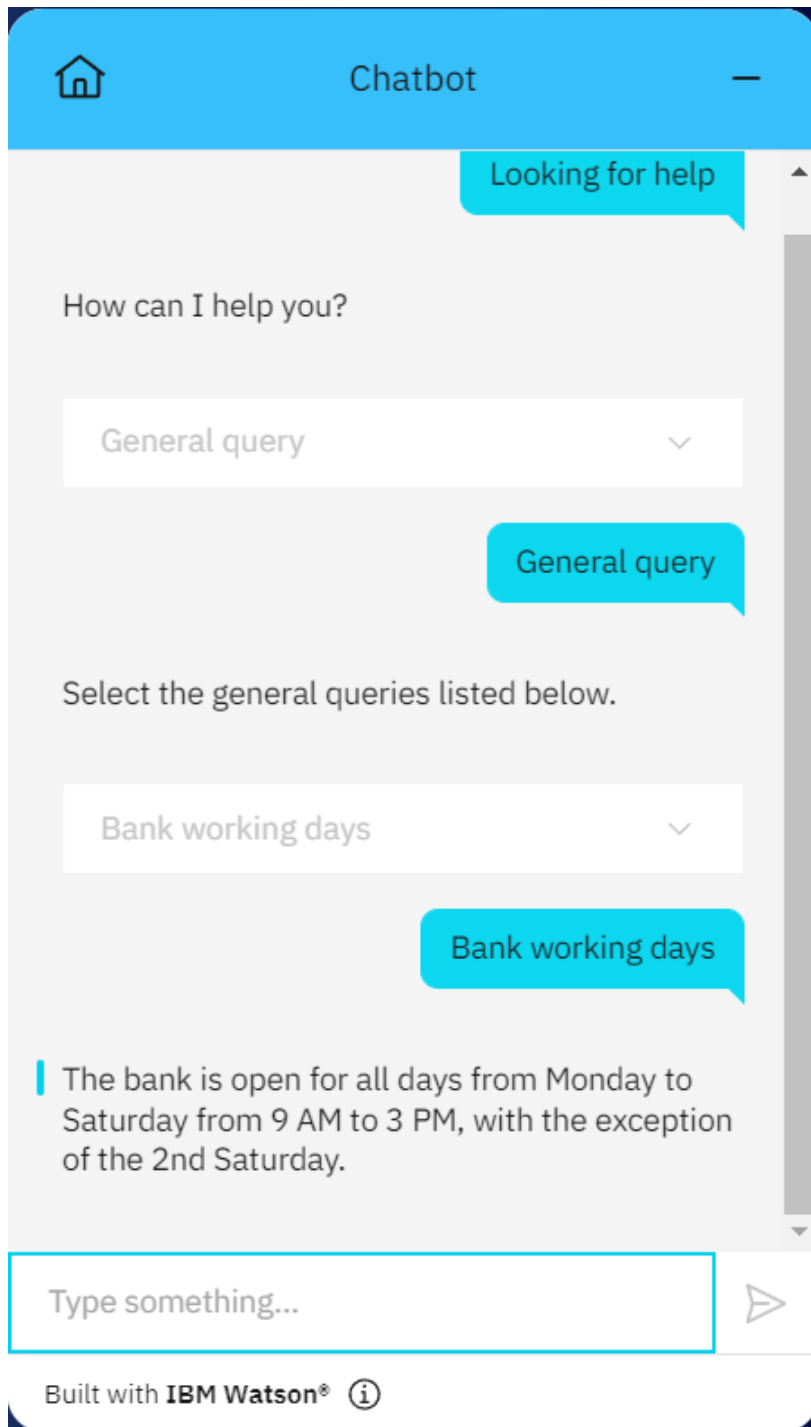 Chatbot
Looking for help
How can I help you?
General query
General query
Select the general queries listed below.
Bank working days
Bank working days
The bank is open for all days from Monday to
Saturday from 9 AM to 3 PM, with the exception
of the 2nd Saturday.
Type something...
Built with IBM Watson®